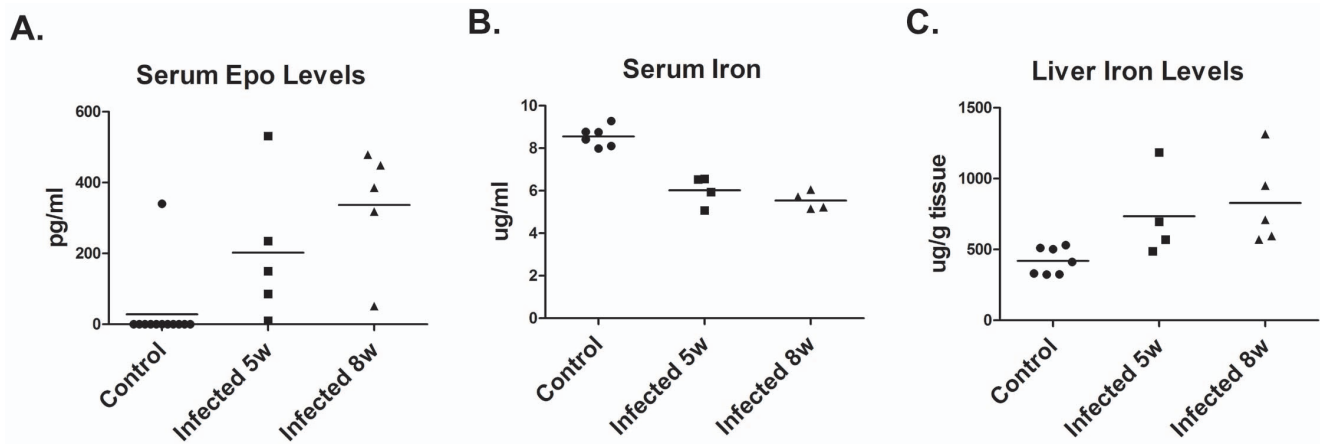 A.
Serum Epo Levels
pg/ml
600
400
200
0
Control
Infected 5w
Infected 8w
B.
Serum Iron
ug/ml
10
8
6
4
2
0
Control
Infected 5w
Infected 8w
C.
Liver Iron Levels
ug/g tissue
1500
1000
500
0
Control
Infected 5w
Infected 8w